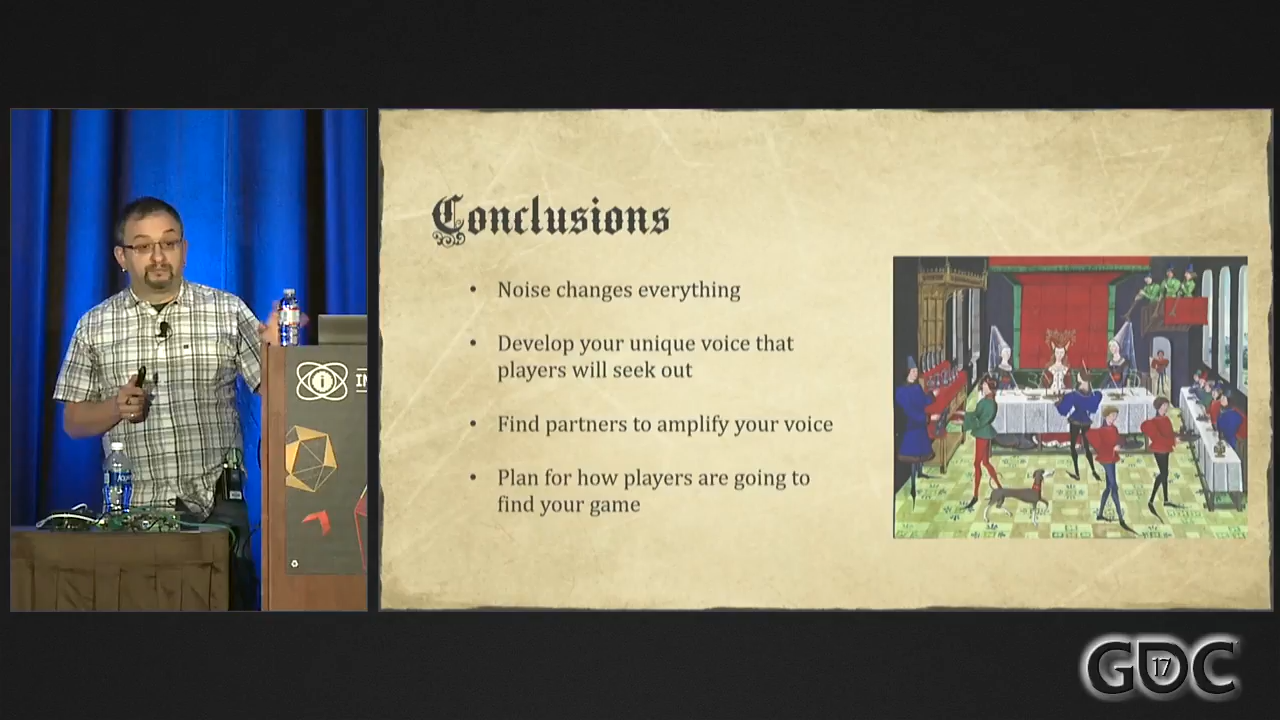 Conclusions
• Noise changes everything
• Develop your unique voice that
players will seek out
• Find partners to amplify your voice
• Plan for how players are going to
find your game
GDC
17